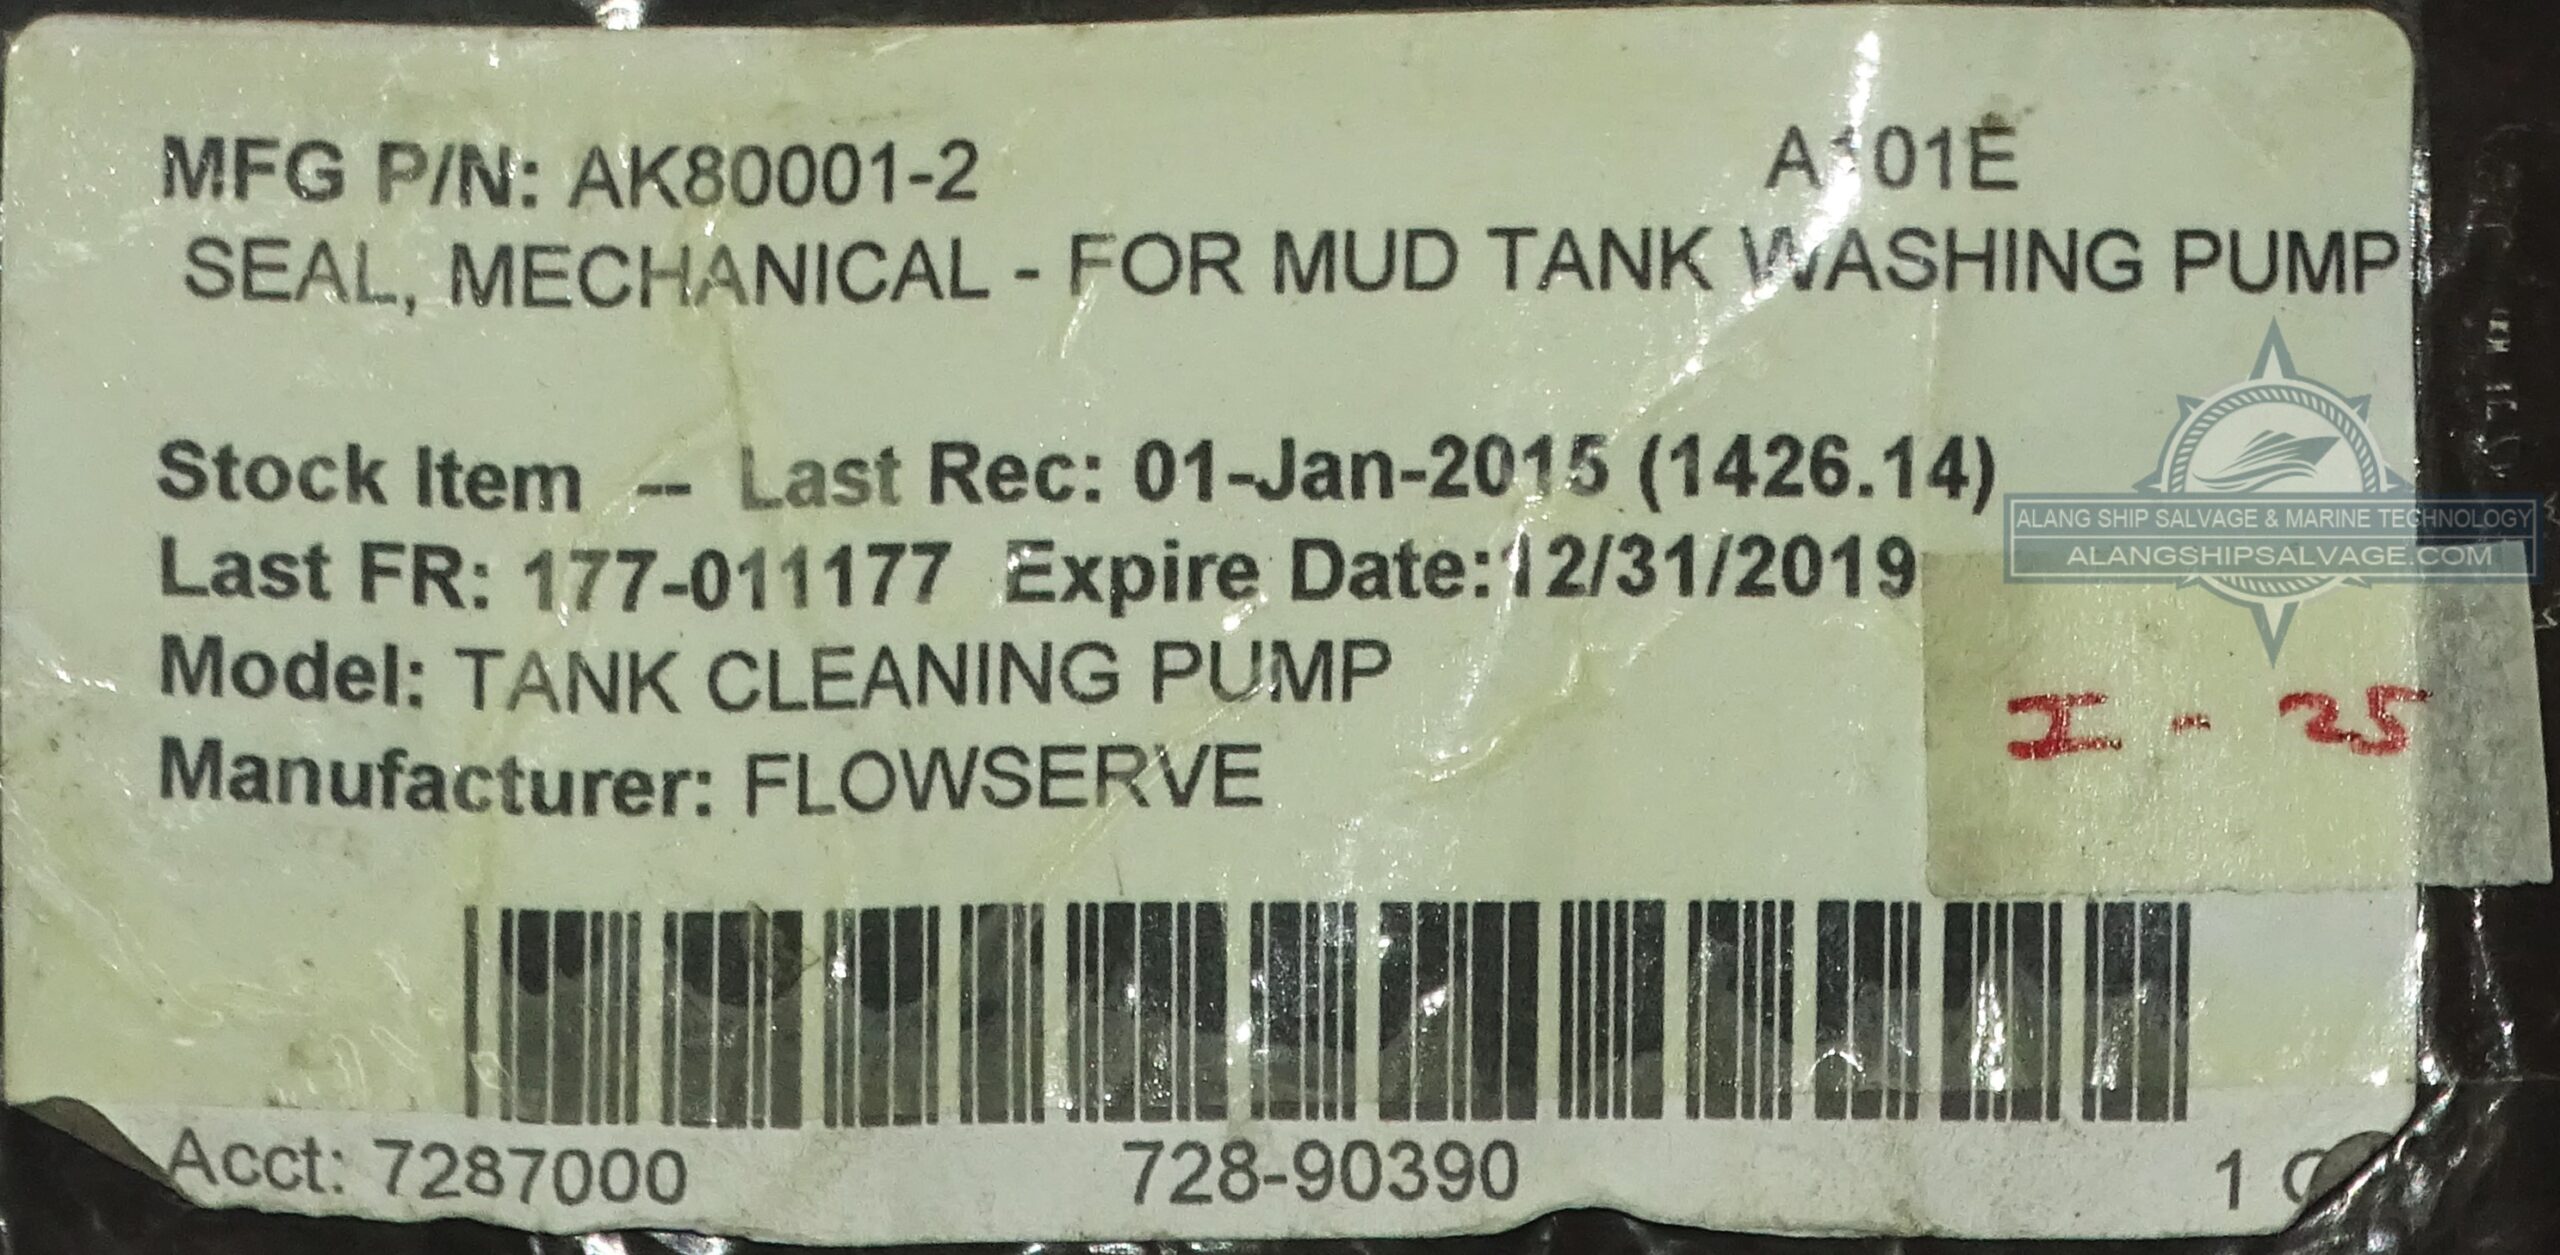 MFG P/N: AK80001-2 A101E
SEAL, MECHANICAL - FOR MUD TANK WASHING PUMP
Stock Item -- Last Rec: 01-Jan-2015 (1426.14)
Last FR: 177-011177 Expire Date:12/31/2019
Model: TANK CLEANING PUMP
Manufacturer: FLOWSERVE
ALANG SHIP SALVAGE & MARINE TECHNOLOGY
ALANGSHIPSALVAGE.COM
I - 25
Acct: 7287000 728-90390 1